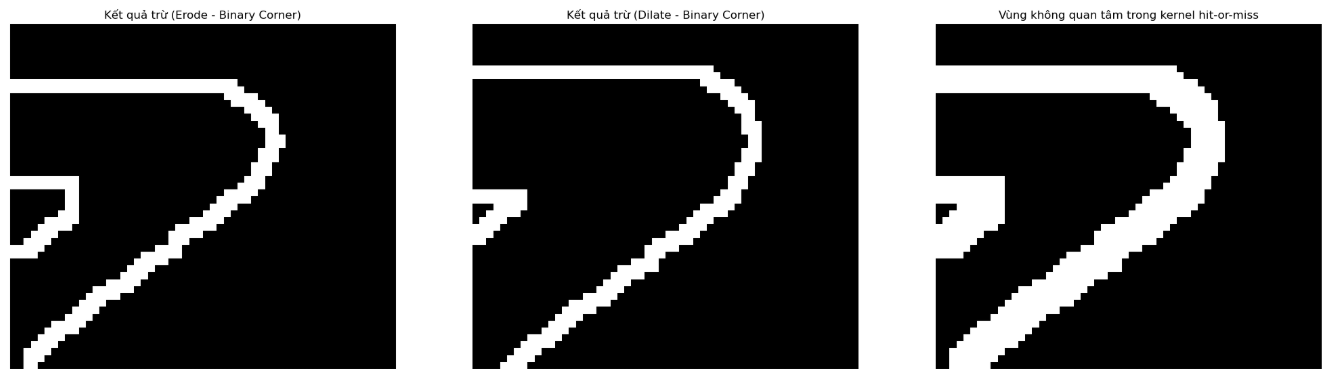 Kết quả trừ (Erode - Binary Corner)
Kết quả trừ (Dilate - Binary Corner)
Vùng không quan tâm trong kernel hit-or-miss